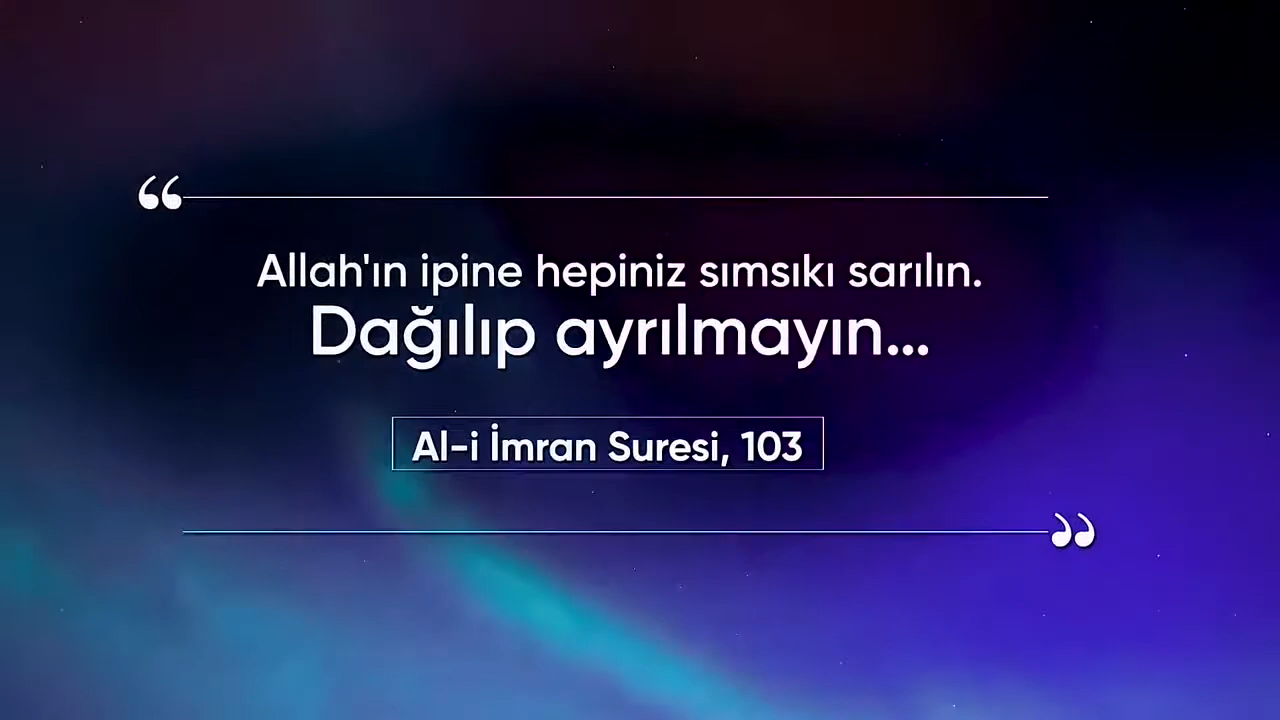 “
Allah'ın ipine hepiniz sımsıkı sarılın.
Dağılıp ayrılmayın...
Al-i İmran Suresi, 103
”